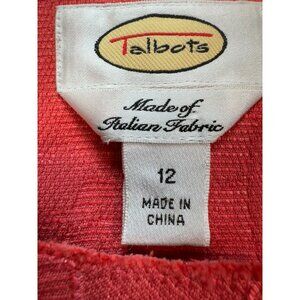 Talbots
Made of
Italian Fabric
12
MADE IN
CHINA